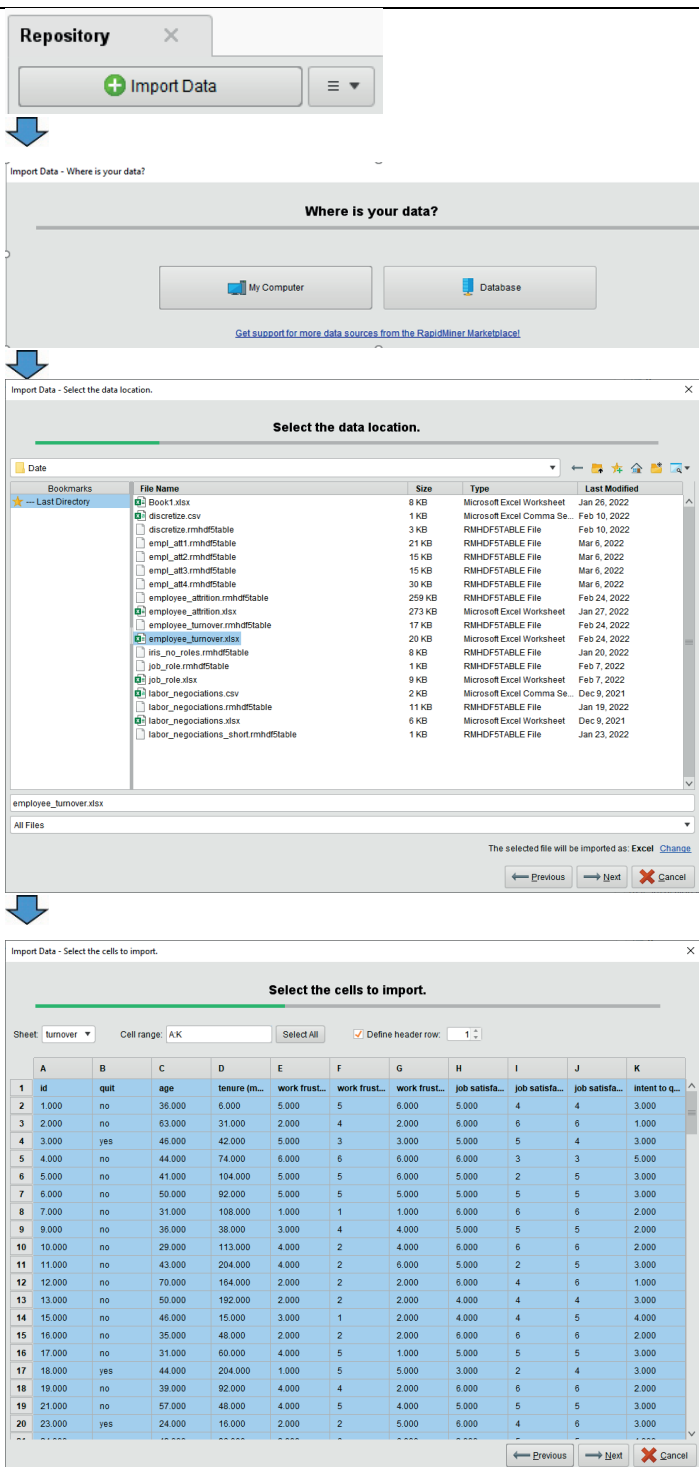 Repository
Import Data
Import Data - Where is your data?
Where is your data?
My Computer Database
Get support for more data sources from the RapidMiner Marketplace!
Import Data - Select the data location.
Select the data location.
Date
Bookmarks File Name Size Type Last Modified
--- Last Directory Book1.xlsx 8 KB Microsoft Excel Worksheet Jan 26, 2022
discretize.csv 1 KB Microsoft Excel Comma Se... Feb 10, 2022
discretize.rmhdf5table 3 KB RMHDF5TABLE File Feb 10, 2022
empl_att1.rmhdf5table 21 KB RMHDF5TABLE File Mar 6, 2022
empl_att2.rmhdf5table 15 KB RMHDF5TABLE File Mar 6, 2022
empl_att3.rmhdf5table 15 KB RMHDF5TABLE File Mar 6, 2022
empl_att4.rmhdf5table 30 KB RMHDF5TABLE File Mar 6, 2022
employee_attrition.rmhdf5table 259 KB RMHDF5TABLE File Feb 24, 2022
employee_attrition.xlsx 273 KB Microsoft Excel Worksheet Jan 27, 2022
employee_turnover.rmhdf5table 17 KB RMHDF5TABLE File Feb 24, 2022
employee_turnover.xlsx 20 KB Microsoft Excel Worksheet Feb 24, 2022
iris_no_roles.rmhdf5table 8 KB RMHDF5TABLE File Jan 20, 2022
job_role.rmhdf5table 1 KB RMHDF5TABLE File Feb 7, 2022
job_role.xlsx 9 KB Microsoft Excel Worksheet Feb 7, 2022
labor_negociations.csv 2 KB Microsoft Excel Comma Se... Dec 9, 2021
labor_negociations.rmhdf5table 11 KB RMHDF5TABLE File Jan 19, 2022
labor_negociations.xlsx 6 KB Microsoft Excel Worksheet Dec 9, 2021
labor_negociations_short.rmhdf5table 1 KB RMHDF5TABLE File Jan 23, 2022
employee_turnover.xlsx
All Files
The selected file will be imported as: Excel Change
Previous Next Cancel
Import Data - Select the cells to import.
Select the cells to import.
Sheet: turnover Cell range: A:K Select All Define header row: 1
A B C D E F G H I J K
1 id quit age tenure (m... work frust... work frust... work frust... job satisfa... job satisfa... job satisfa... intent to q...
2 1.000 no 36.000 6.000 5.000 5 6.000 5.000 4 4 3.000
3 2.000 no 63.000 31.000 2.000 4 2.000 6.000 6 6 1.000
4 3.000 yes 46.000 42.000 5.000 3 3.000 5.000 5 4 3.000
5 4.000 no 44.000 74.000 6.000 6 6.000 3 3 5.000
6 5.000 no 41.000 104.000 5.000 5 6.000 5.000 2 5 3.000
7 6.000 no 50.000 92.000 5.000 5 5.000 5.000 5 5 3.000
8 7.000 no 31.000 108.000 1.000 1 1.000 6.000 6 6 2.000
9 9.000 no 36.000 38.000 3.000 4 4.000 5.000 5 5 2.000
10 10.000 no 29.000 113.000 4.000 2 4.000 6.000 6 6 2.000
11 11.000 no 43.000 204.000 4.000 2 6.000 5.000 2 5 3.000
12 12.000 no 70.000 164.000 2.000 2 2.000 6.000 4 6 1.000
13 13.000 no 50.000 192.000 2.000 2 2.000 4.000 4 4 3.000
14 15.000 no 46.000 15.000 3.000 1 2.000 4.000 4 5 4.000
15 16.000 no 35.000 48.000 2.000 2 2.000 6.000 6 6 2.000
16 17.000 no 31.000 60.000 4.000 5 1.000 5.000 5 5 3.000
17 18.000 yes 44.000 204.000 1.000 5 5.000 3.000 2 4 3.000
18 19.000 no 39.000 92.000 4.000 4 2.000 6.000 6 6 2.000
19 21.000 no 57.000 48.000 4.000 5 4.000 5.000 5 5 3.000
20 23.000 yes 24.000 16.000 2.000 2 5.000 6.000 4 6 3.000
Previous Next Cancel